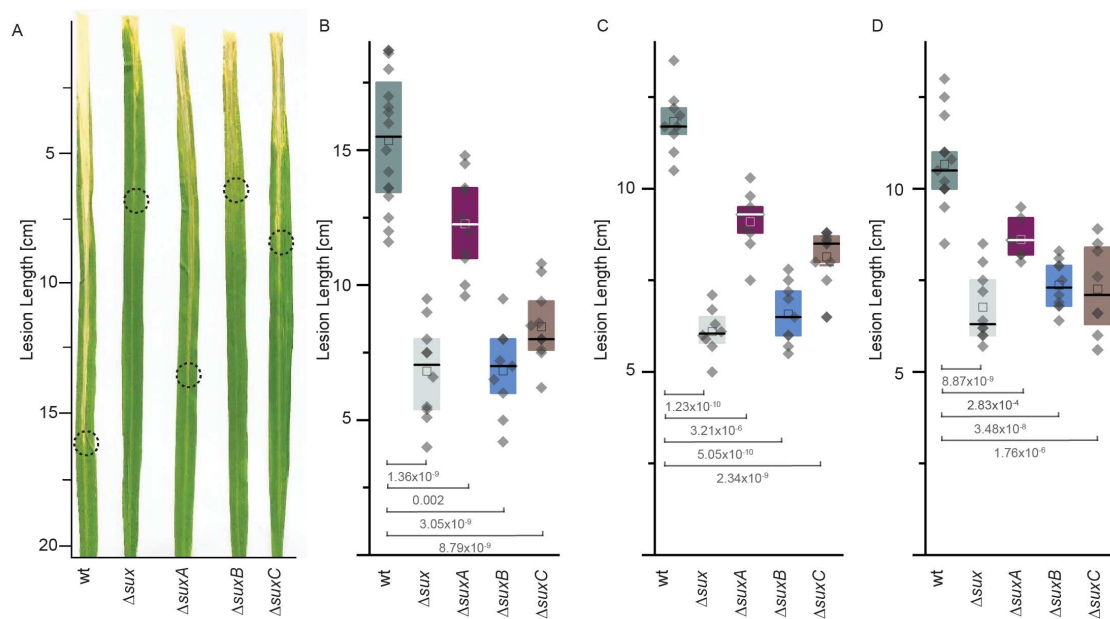 A
B
C
D
Lesion Length [cm]
5
10
15
20
wt
Δsux
ΔsuxA
ΔsuxB
ΔsuxC
Lesion Length [cm]
15
10
5
1.36x10-9
0.002
3.05x10-9
8.79x10-9
wt
Δsux
ΔsuxA
ΔsuxB
ΔsuxC
Lesion Length [cm]
10
5
1.23x10-10
3.21x10-6
5.05x10-10
2.34x10-9
wt
Δsux
ΔsuxA
ΔsuxB
ΔsuxC
Lesion Length [cm]
10
5
8.87x10-9
2.83x10-4
3.48x10-8
1.76x10-6
wt
Δsux
ΔsuxA
ΔsuxB
ΔsuxC